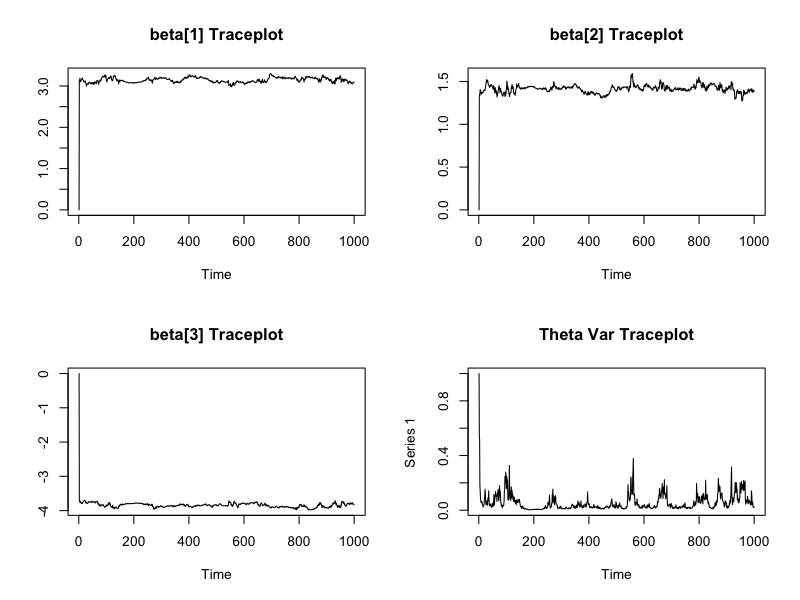 beta[1] Traceplot
3.0
2.0
1.0
0.0
0 200 400 600 800 1000
Time
beta[2] Traceplot
1.5
1.0
0.5
0.0
0 200 400 600 800 1000
Time
beta[3] Traceplot
0
-1
-2
-3
-4
0 200 400 600 800 1000
Time
Theta Var Traceplot
Series 1
0.8
0.4
0.0
0 200 400 600 800 1000
Time